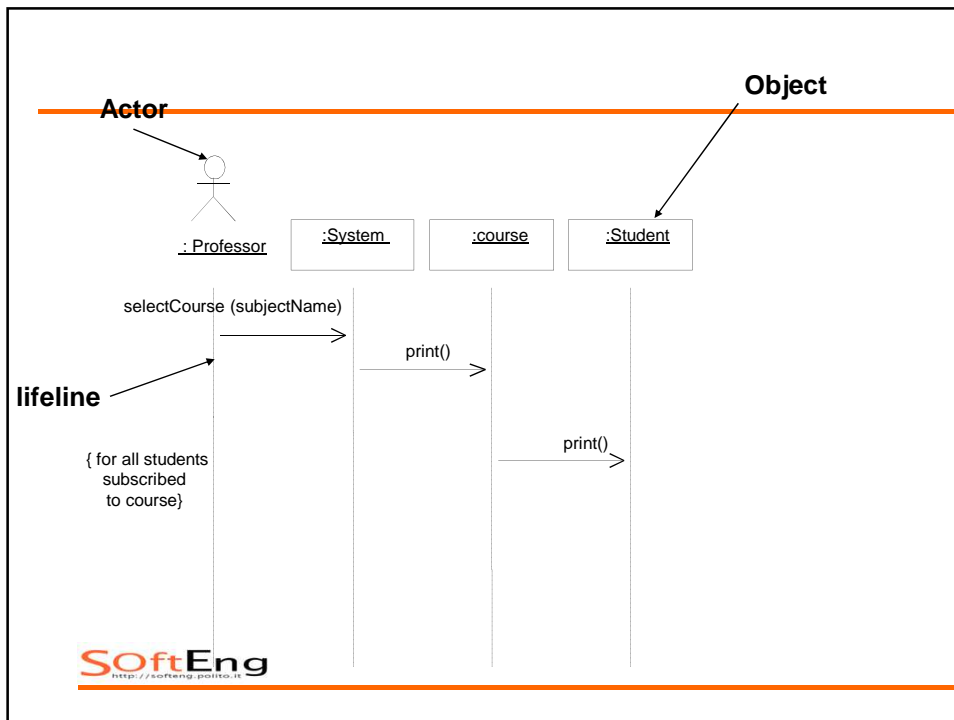 Object
Actor
: Professor
:System
:course
:Student
selectCourse (subjectName)
print()
lifeline
print()
{ for all students
subscribed
to course}
SOftEng
http://softeng.polito.it